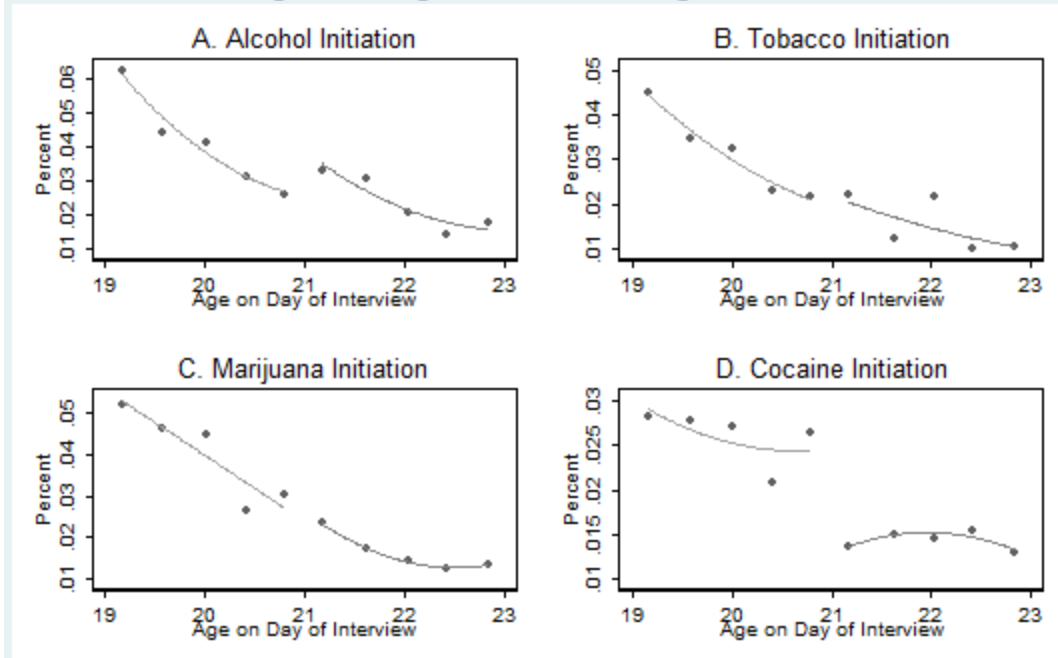 A. Alcohol Initiation
Percent
.01 .02 .03 .04 .05 .06
19 20 21 22 23
Age on Day of Interview
B. Tobacco Initiation
Percent
.01 .02 .03 .04 .05
19 20 21 22 23
Age on Day of Interview
C. Marijuana Initiation
Percent
.01 .02 .03 .04 .05
19 20 21 22 23
Age on Day of Interview
D. Cocaine Initiation
Percent
.01 .015 .02 .025 .03
19 20 21 22 23
Age on Day of Interview